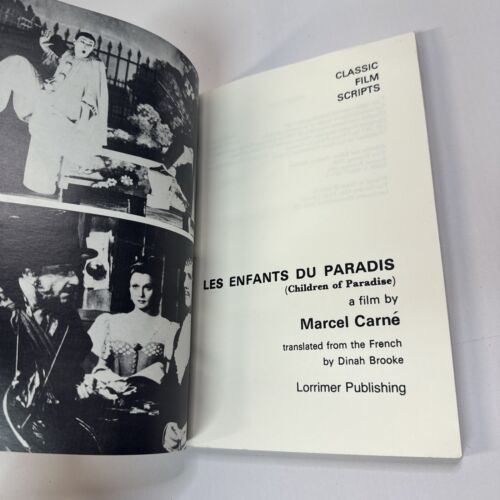 CLASSIC
FILM
SCRIPTS
LES ENFANTS DU PARADIS
(Children of Paradise)
a film by
Marcel Carné
translated from the French
by Dinah Brooke
Lorrimer Publishing